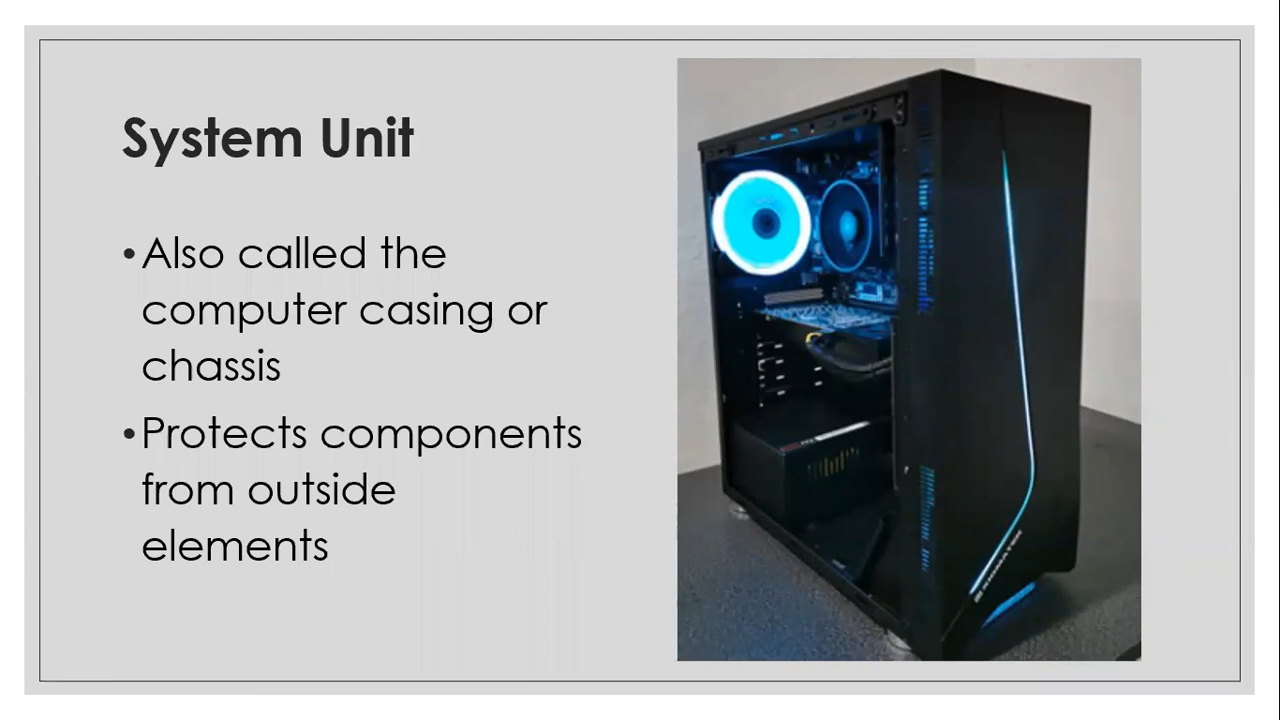 System Unit
• Also called the
computer casing or
chassis
• Protects components
from outside
elements